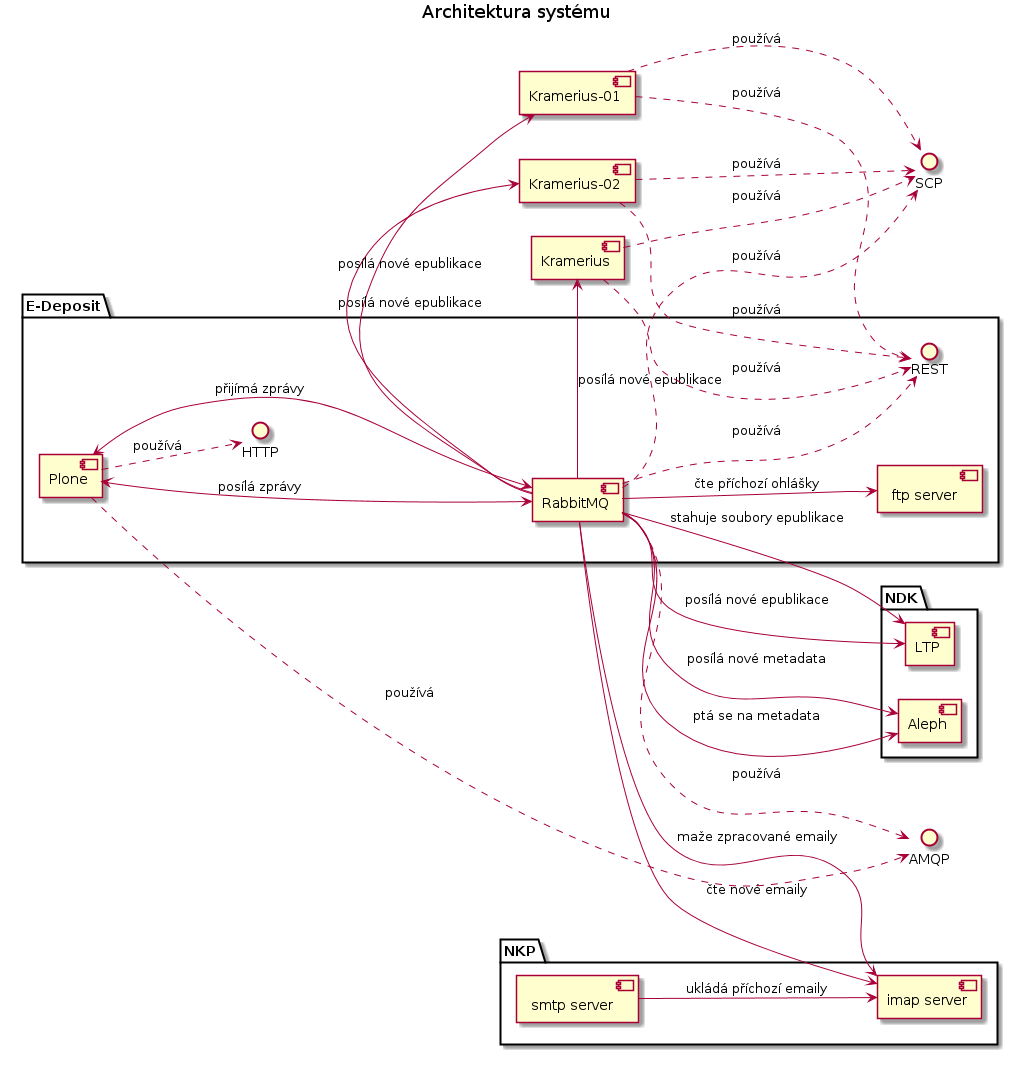 Architektura systému
používá
Kramerius-01
používá
používá
SCP
Kramerius-02
používá
Kramerius
používá
posílá nové epublikace
posílá nové epublikace
E-Deposit
používá
REST
používá
posílá nové epublikace
přijímá zprávy
používá
používá
HTTP
Plone
posílá zprávy
RabbitMQ
čte příchozí ohlášky
ftp server
stahuje soubory epublikace
NDK
posílá nové epublikace
LTP
posílá nové metadata
používá
ptá se na metadata
Aleph
používá
maže zpracované emaily
AMQP
čte nové emaily
NKP
ukládá příchozí emaily
smtp server
imap server